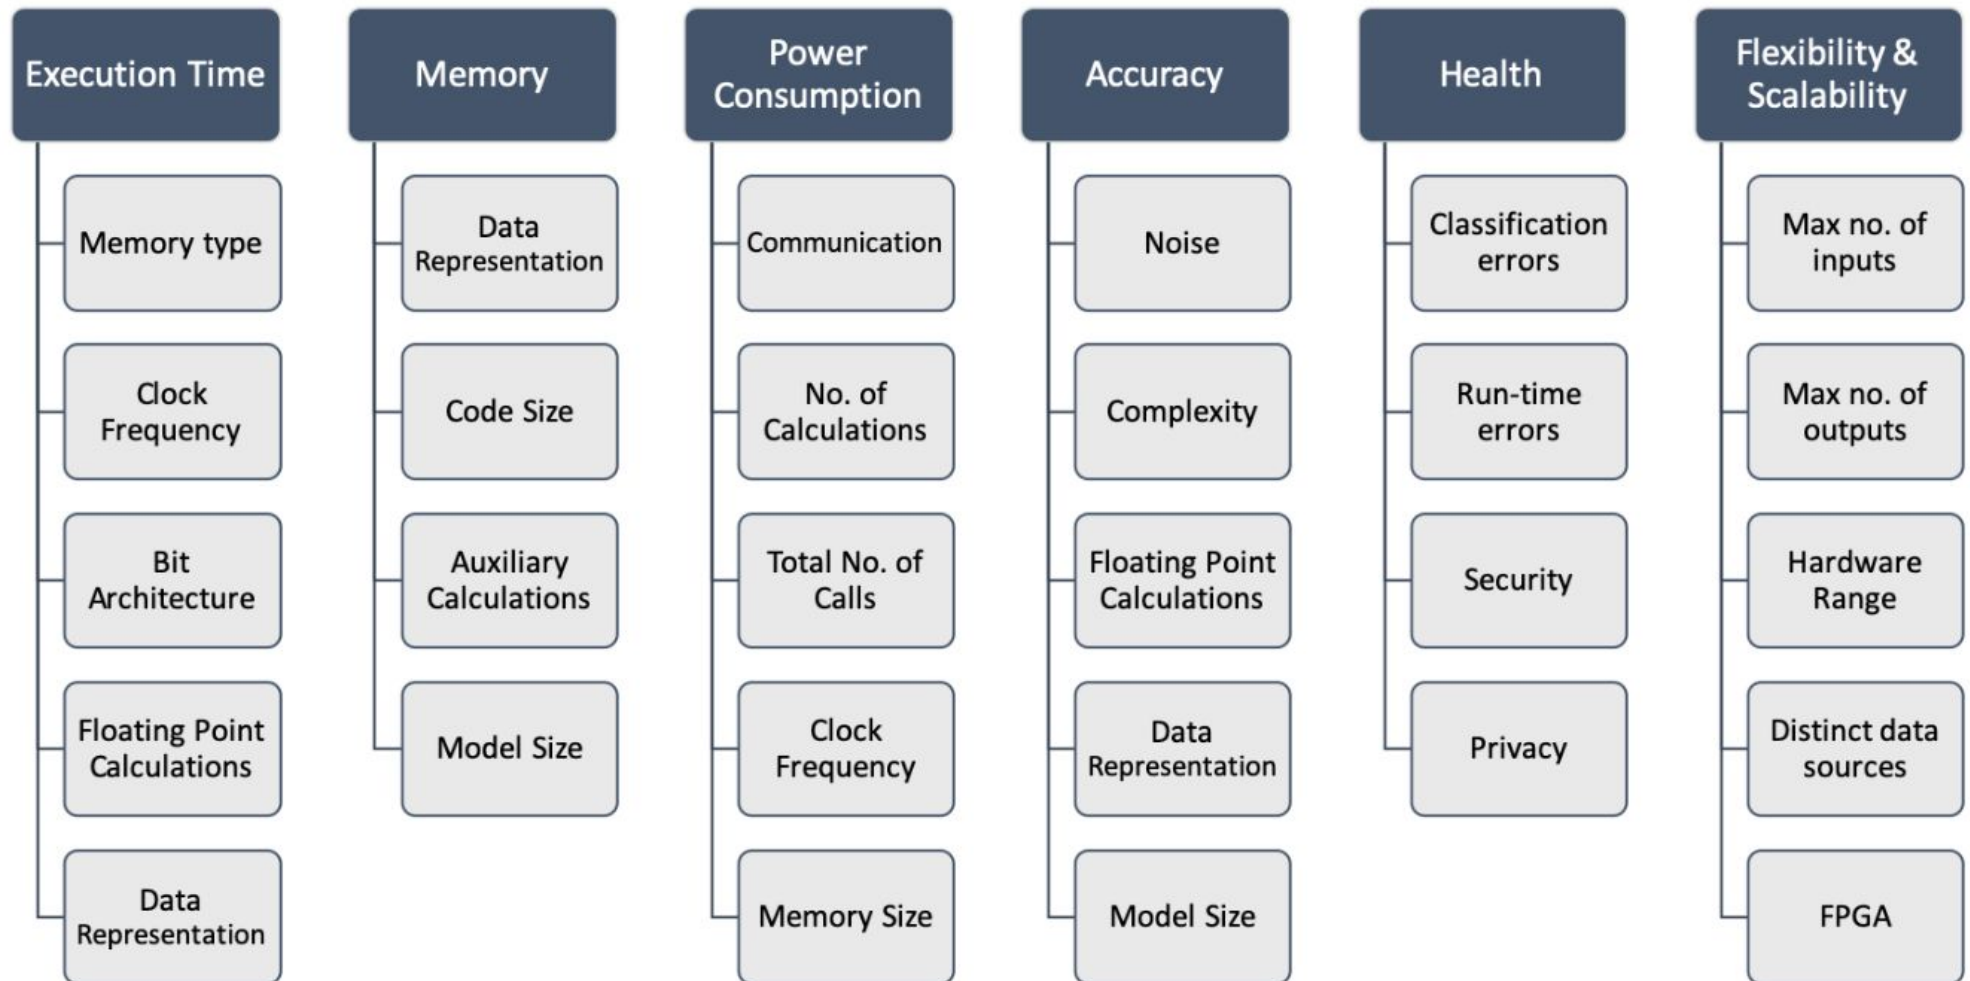 Execution Time
Memory type
Clock
Frequency
Bit
Architecture
Floating Point
Calculations
Data
Representation
Memory
Data
Representation
Code Size
Auxiliary
Calculations
Model Size
Power
Consumption
Communication
No. of
Calculations
Total No. of
Calls
Clock
Frequency
Memory Size
Accuracy
Noise
Complexity
Floating Point
Calculations
Data
Representation
Model Size
Health
Classification
errors
Run-time
errors
Security
Privacy
Flexibility &
Scalability
Max no. of
inputs
Max no. of
outputs
Hardware
Range
Distinct data
sources
FPGA